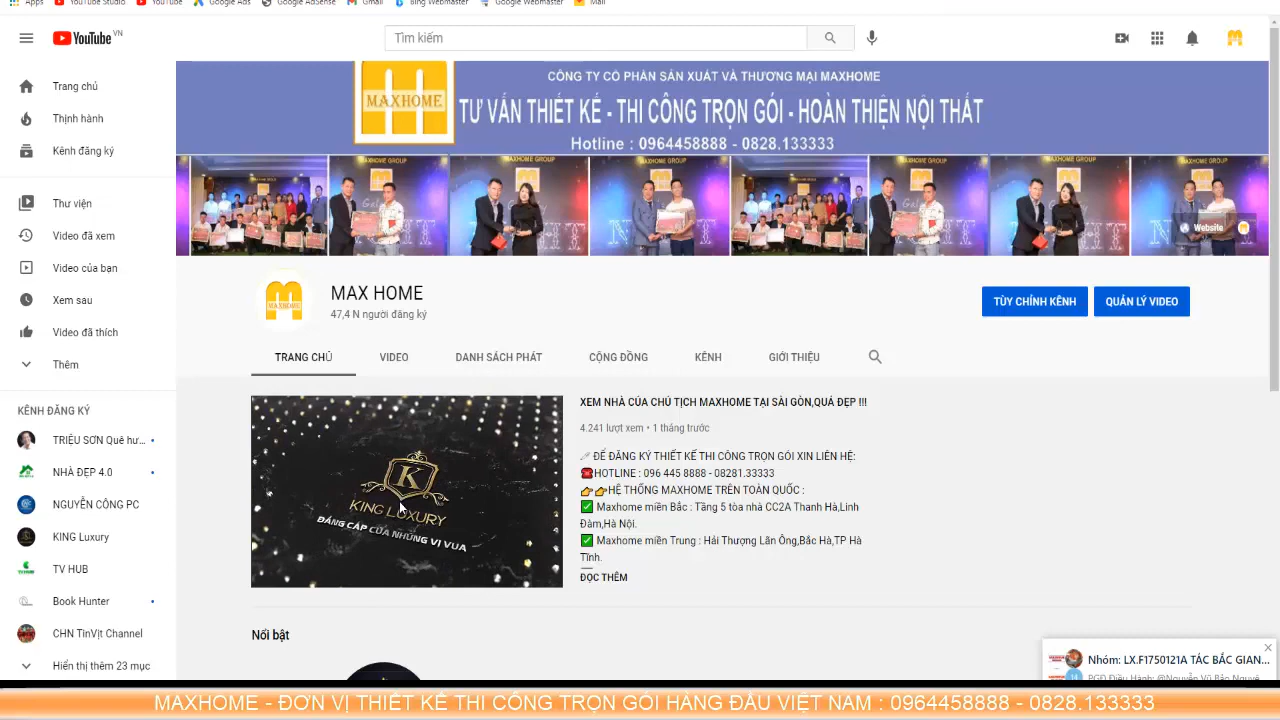 Apps YouTube Studio YouTube Google Ads Google AdSense Gmail Bing Webmaster Google Webmaster Mail
YouTube VN
Tìm kiếm
Trang chủ
Thịnh hành
Kênh đăng ký
Thư viện
Video đã xem
Video của bạn
Xem sau
Video đã thích
Thêm
KÊNH ĐĂNG KÝ
TRIỆU SƠN Quê hư...
NHÀ ĐẸP 4.0
NGUYỄN CÔNG PC
KING Luxury
TV HUB
Book Hunter
CHN TinVịt Channel
Hiển thị thêm 23 mục
MAXHOME
CÔNG TY CỔ PHẦN SẢN XUẤT VÀ THƯƠNG MẠI MAXHOME
TƯ VẤN THIẾT KẾ - THI CÔNG TRỌN GÓI - HOÀN THIỆN NỘI THẤT
Hotline : 0964458888 - 0828.133333
MAXHOME GROUP
Website
MAXHOME
MAX HOME
47,4 N người đăng ký
TÙY CHỈNH KÊNH
QUẢN LÝ VIDEO
TRANG CHỦ VIDEO DANH SÁCH PHÁT CỘNG ĐỒNG KÊNH GIỚI THIỆU
K
KING LUXURY
ĐẲNG CẤP CỦA NHỮNG VỊ VUA
XEM NHÀ CỦA CHỦ TỊCH MAXHOME TẠI SÀI GÒN,QUÁ ĐẸP !!!
4.241 lượt xem • 1 tháng trước
ĐỂ ĐĂNG KÝ THIẾT KẾ THI CÔNG TRỌN GÓI XIN LIÊN HỆ:
HOTLINE : 096 445 8888 - 08281.33333
HỆ THỐNG MAXHOME TRÊN TOÀN QUỐC :
Maxhome miền Bắc : Tầng 5 tòa nhà CC2A Thanh Hà,Linh
Đàm,Hà Nội.
Maxhome miền Trung : Hải Thượng Lãn Ông,Bắc Hà,TP Hà
Tĩnh.
ĐỌC THÊM
Nổi bật
Nhóm: LX.F1750121A TÁC BẮC GIAN...
PGĐ Điều Hành: @Nguyễn Vũ Bảo Nguyê
MAXHOME - ĐƠN VỊ THIẾT KẾ THI CÔNG TRỌN GÓI HÀNG ĐẦU VIỆT NAM : 0964458888 - 0828.133333